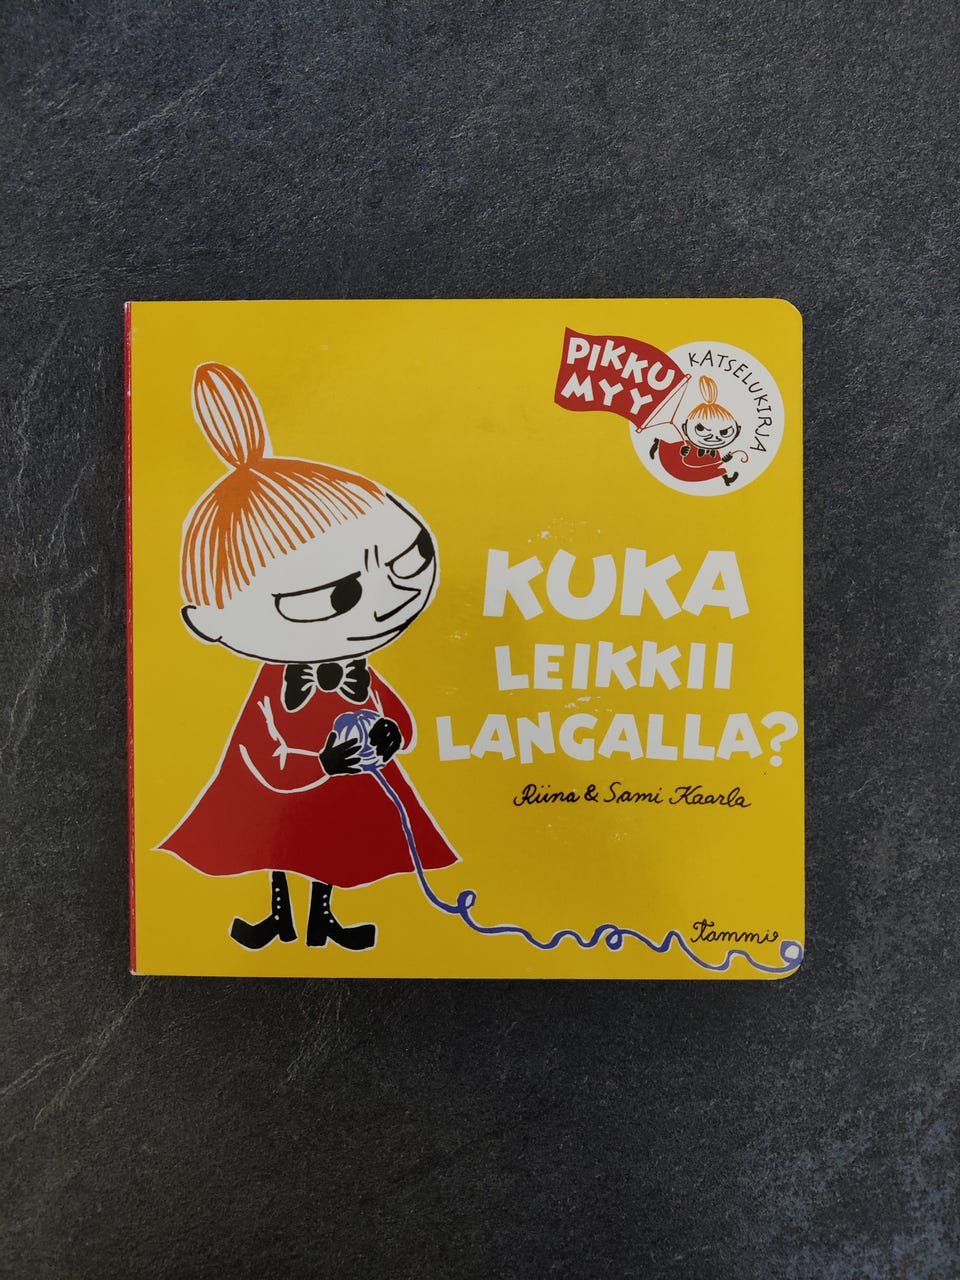 PIKKU
MYY
KATSELUKIRJA
KUKA
LEIKKII
LANGALLA?
Riina & Sami Kaarla
Tammi